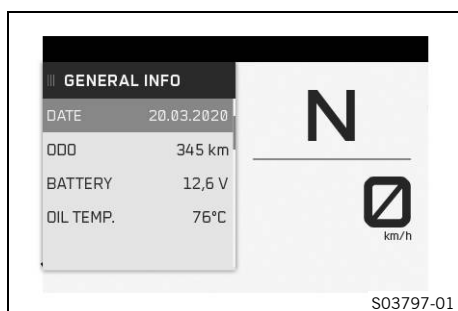 GENERAL INFO
DATE 20.03.2020
ODO 345 km
BATTERY 12,6 V
OIL TEMP. 76°C
N
0
km/h
S03797-01